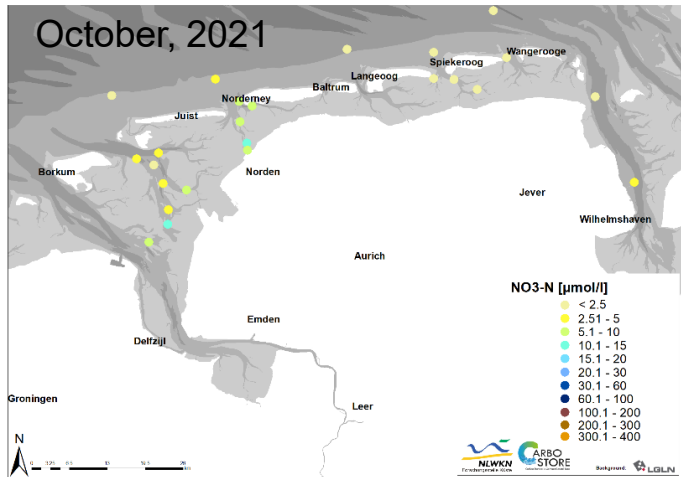 October, 2021
Wangerooge
Spiekeroog
Langeoog
Baltrum
Norderney
Juist
Borkum
Norden
Jever
Wilhelmshaven
Aurich
NO3-N [µmol/l]
< 2.5
2.51 - 5
5.1 - 10
10.1 - 15
15.1 - 20
20.1 - 30
30.1 - 60
60.1 - 100
100.1 - 200
200.1 - 300
300.1 - 400
Emden
Delfzijl
Groningen
Leer
N
NLWKN
Forschungsstelle Küste
CARBO
STORE
Background:
LGLN